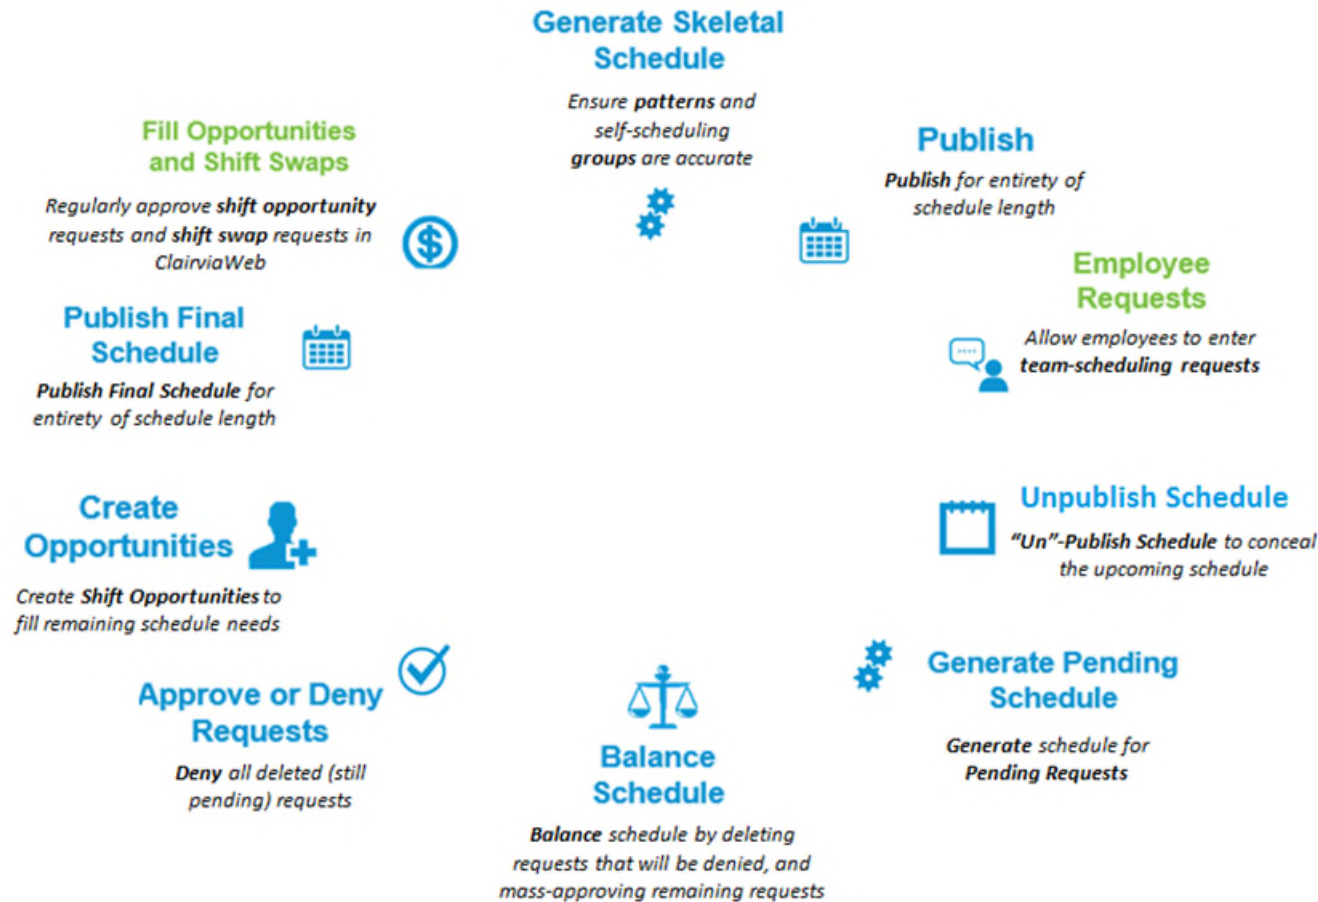 Generate Skeletal
Schedule
Ensure patterns and
self-scheduling
groups are accurate
Publish
Publish for entirety of
schedule length
Employee
Requests
Allow employees to enter
team-scheduling requests
Unpublish Schedule
“Un”-Publish Schedule to conceal
the upcoming schedule
Generate Pending
Schedule
Generate schedule for
Pending Requests
Balance
Schedule
Balance schedule by deleting
requests that will be denied, and
mass-approving remaining requests
Approve or Deny
Requests
Deny all deleted (still
pending) requests
Create
Opportunities
Create Shift Opportunities to
fill remaining schedule needs
Publish Final
Schedule
Publish Final Schedule for
entirety of schedule length
Fill Opportunities
and Shift Swaps
Regularly approve shift opportunity
requests and shift swap requests in
ClairviaWeb
$